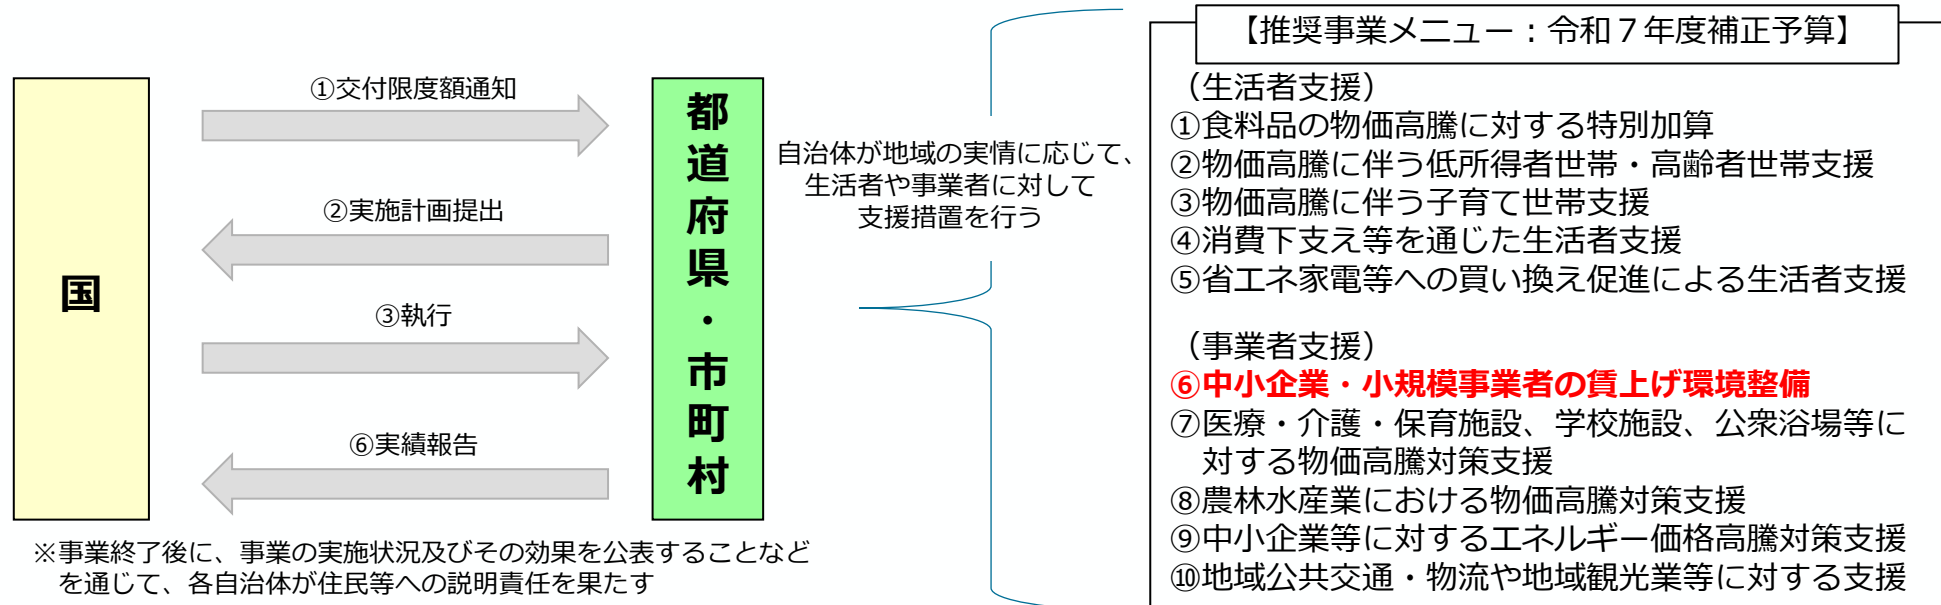 国
①交付限度額通知
②実施計画提出
③執行
⑥実績報告
都道府県・市町村
※事業終了後に、事業の実施状況及びその効果を公表することなど
を通じて、各自治体が住民等への説明責任を果たす
自治体が地域の実情に応じて、
生活者や事業者に対して
支援措置を行う
【推奨事業メニュー：令和７年度補正予算】
（生活者支援）
①食料品の物価高騰に対する特別加算
②物価高騰に伴う低所得者世帯・高齢者世帯支援
③物価高騰に伴う子育て世帯支援
④消費下支え等を通じた生活者支援
⑤省エネ家電等への買い換え促進による生活者支援
（事業者支援）
⑥中小企業・小規模事業者の賃上げ環境整備
⑦医療・介護・保育施設、学校施設、公衆浴場等に
対する物価高騰対策支援
⑧農林水産業における物価高騰対策支援
⑨中小企業等に対するエネルギー価格高騰対策支援
⑩地域公共交通・物流や地域観光業等に対する支援